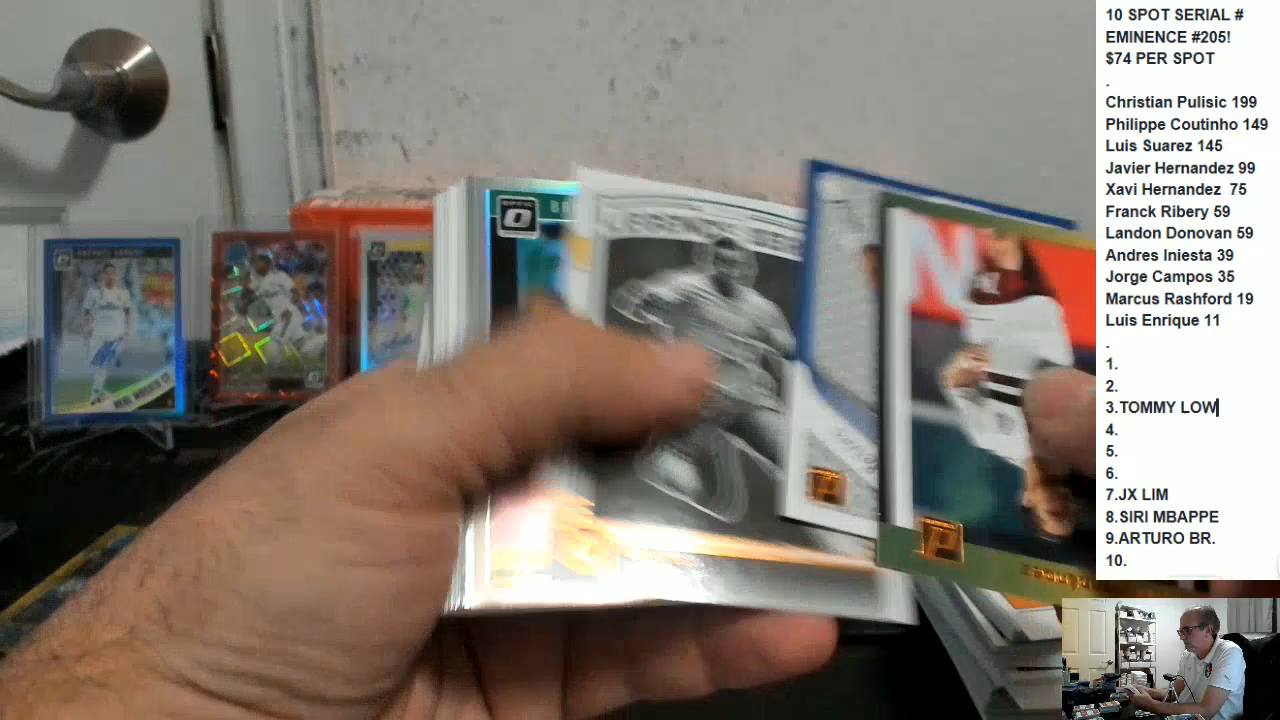 10 SPOT SERIAL #
EMINENCE #205!
$74 PER SPOT
.
Christian Pulisic 199
Philippe Coutinho 149
Luis Suarez 145
Javier Hernandez 99
Xavi Hernandez  75
Franck Ribery 59
Landon Donovan 59
Andres Iniesta 39
Jorge Campos 35
Marcus Rashford 19
Luis Enrique 11
.
1.
2.
3.TOMMY LOW
4.
5.
6.
7.JX LIM
8.SIRI MBAPPE
9.ARTURO BR.
10.